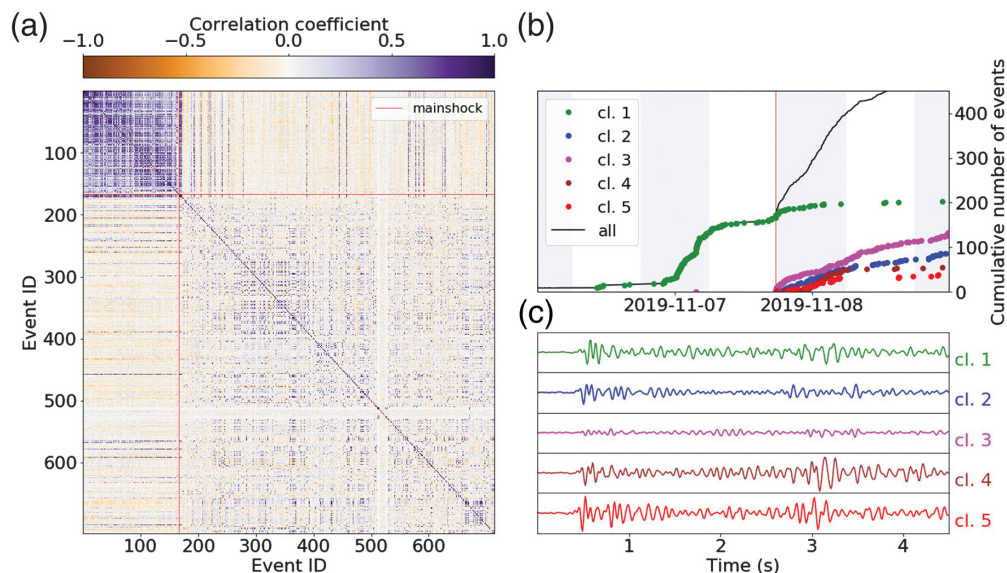 (a)
Correlation coefficient
−1.0 −0.5 0.0 0.5 1.0
mainshock
Event ID
100
200
300
400
500
600
100 200 300 400 500 600
Event ID
(b)
cl. 1
cl. 2
cl. 3
cl. 4
cl. 5
all
400
300
200
100
0
Cumulative number of events
2019-11-07 2019-11-08
(c)
cl. 1
cl. 2
cl. 3
cl. 4
cl. 5
1 2 3 4
Time (s)